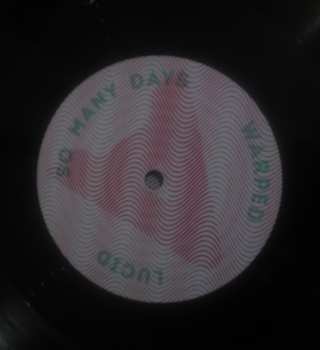 SO MANY DAYS
WARPED
LUCID